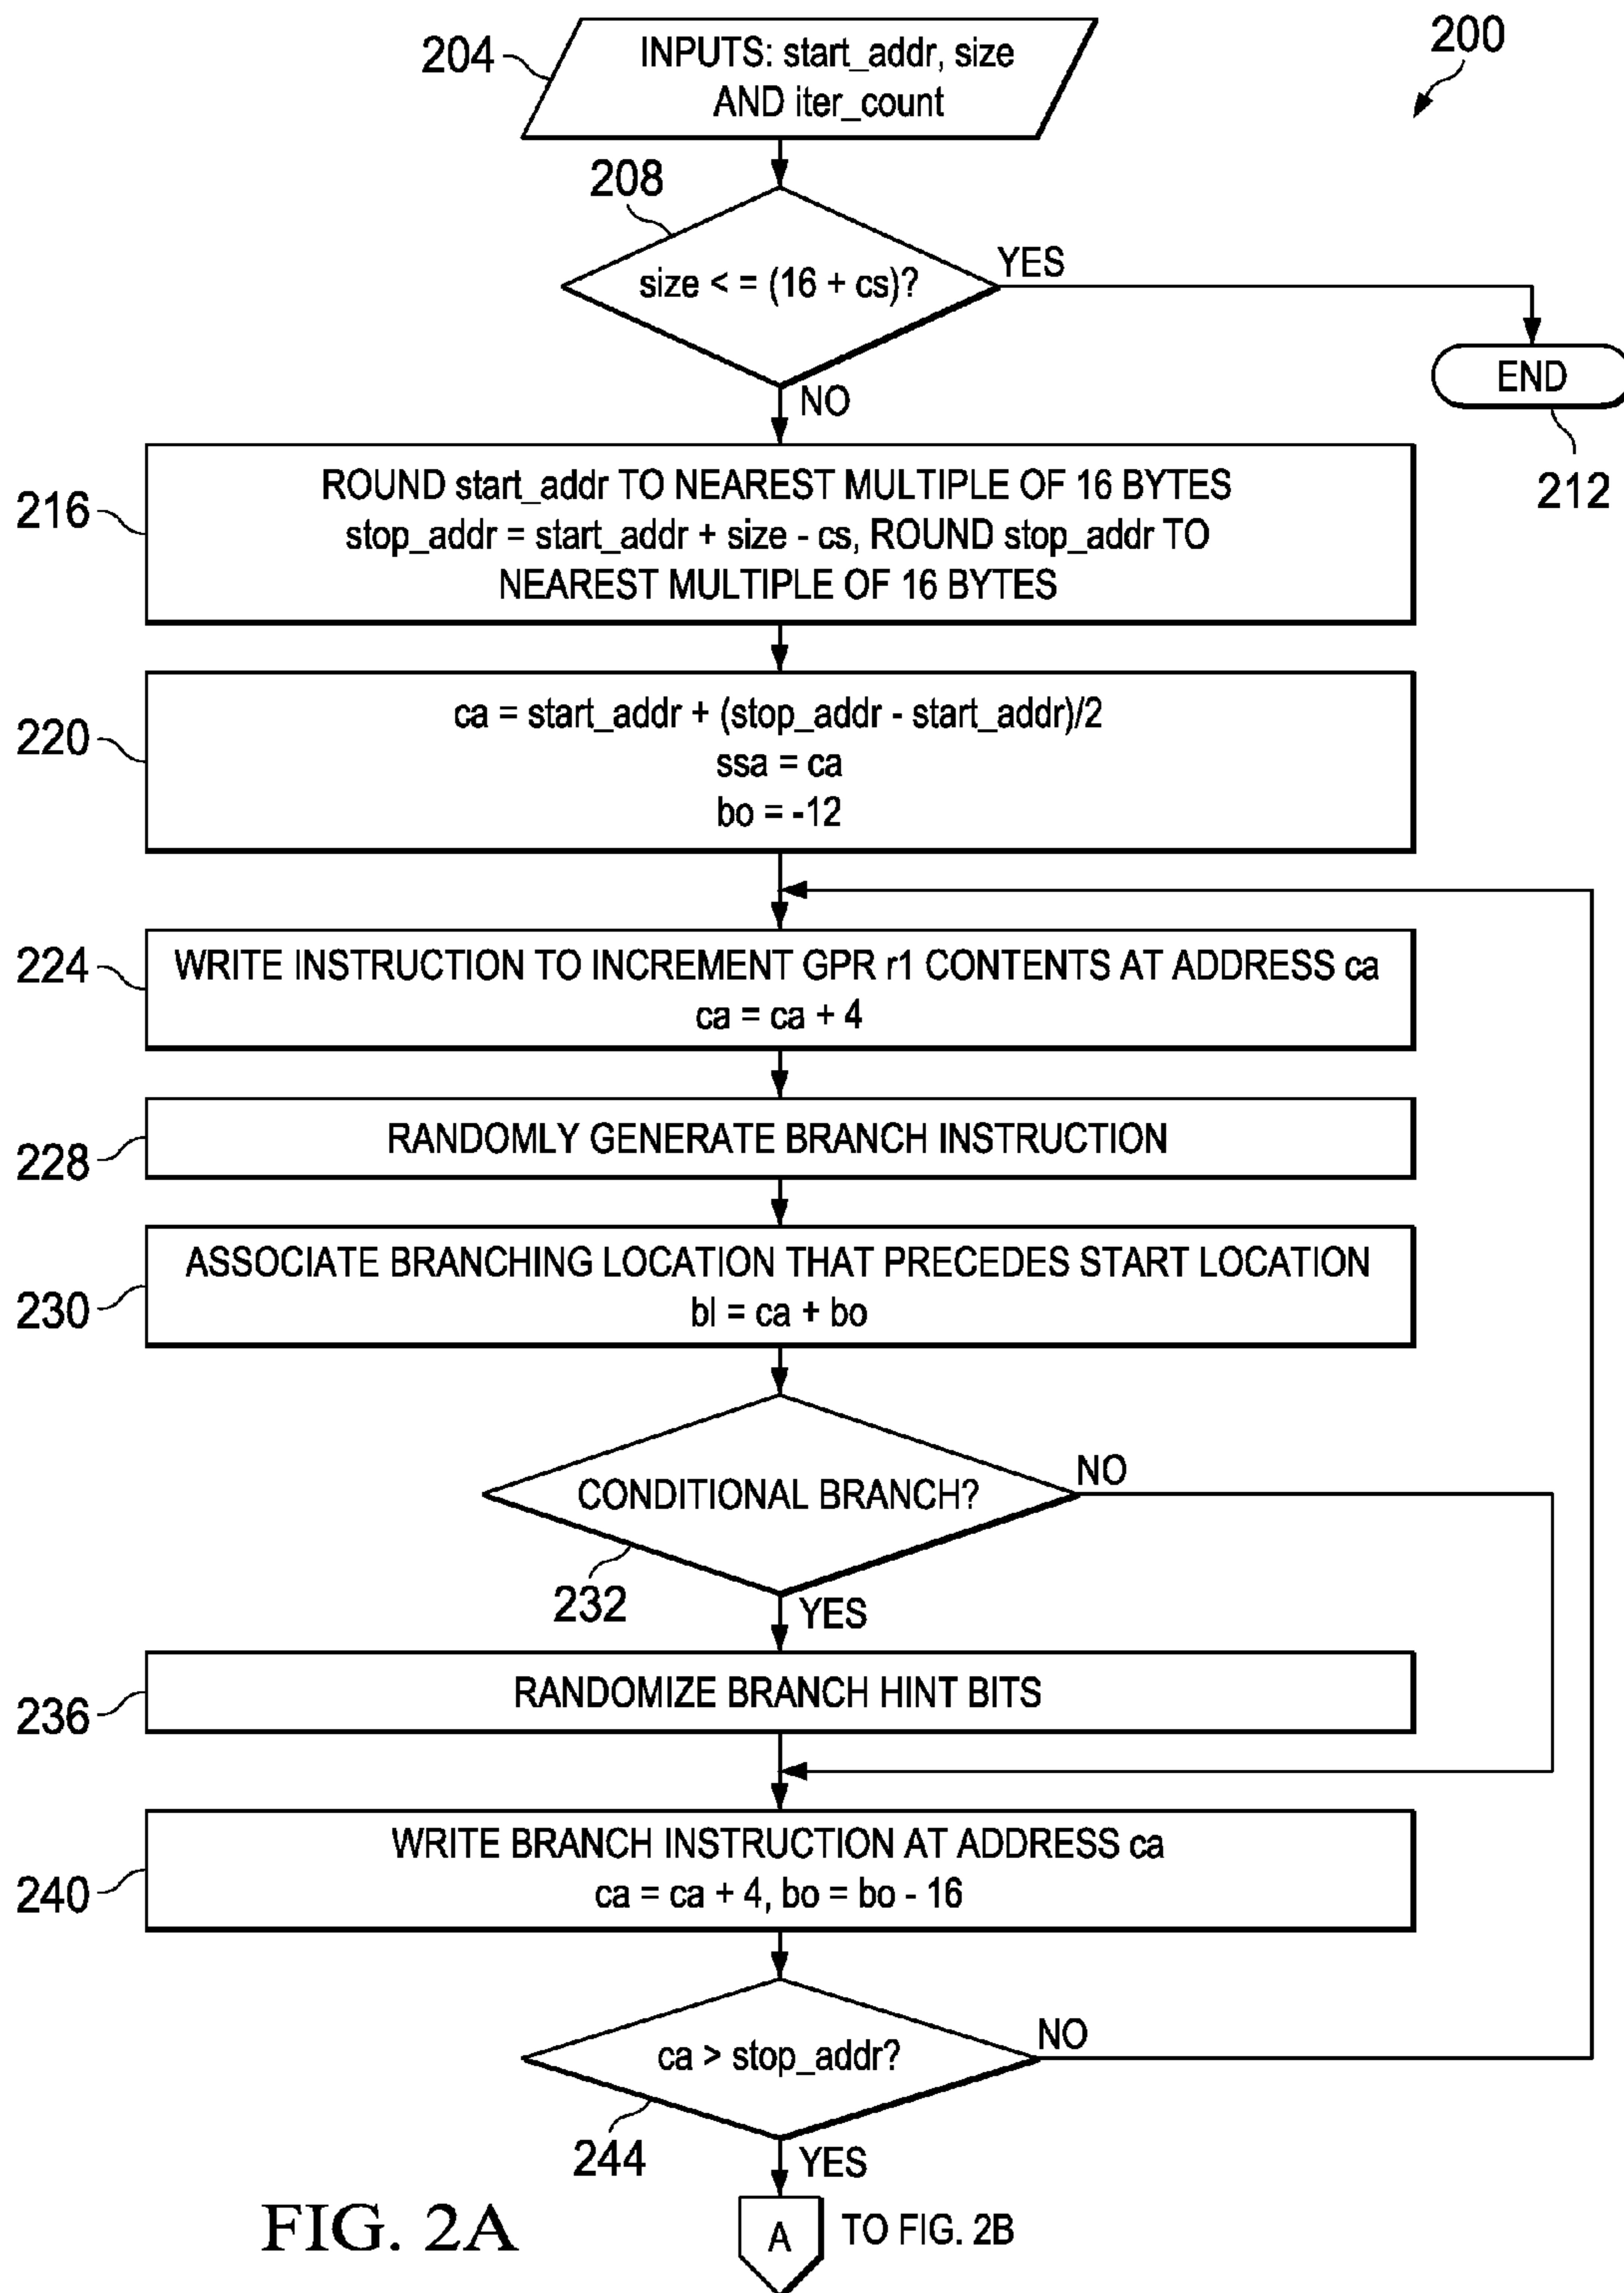 200
204
INPUTS: start_addr, size
AND iter_count
208
size < = (16 + cs)?
YES
END
212
NO
216
ROUND start_addr TO NEAREST MULTIPLE OF 16 BYTES
stop_addr = start_addr + size - cs, ROUND stop_addr TO
NEAREST MULTIPLE OF 16 BYTES
220
ca = start_addr + (stop_addr - start_addr)/2
ssa = ca
bo = -12
224
WRITE INSTRUCTION TO INCREMENT GPR r1 CONTENTS AT ADDRESS ca
ca = ca + 4
228
RANDOMLY GENERATE BRANCH INSTRUCTION
230
ASSOCIATE BRANCHING LOCATION THAT PRECEDES START LOCATION
bl = ca + bo
CONDITIONAL BRANCH?
NO
232
YES
236
RANDOMIZE BRANCH HINT BITS
240
WRITE BRANCH INSTRUCTION AT ADDRESS ca
ca = ca + 4, bo = bo - 16
ca > stop_addr?
NO
244
YES
A
TO FIG. 2B
FIG. 2A